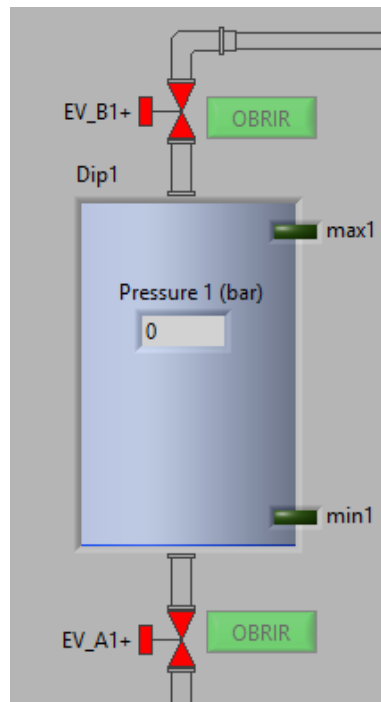 EV_B1+
OBRIR
Dip1
max1
Pressure 1 (bar)
0
min1
EV_A1+
OBRIR